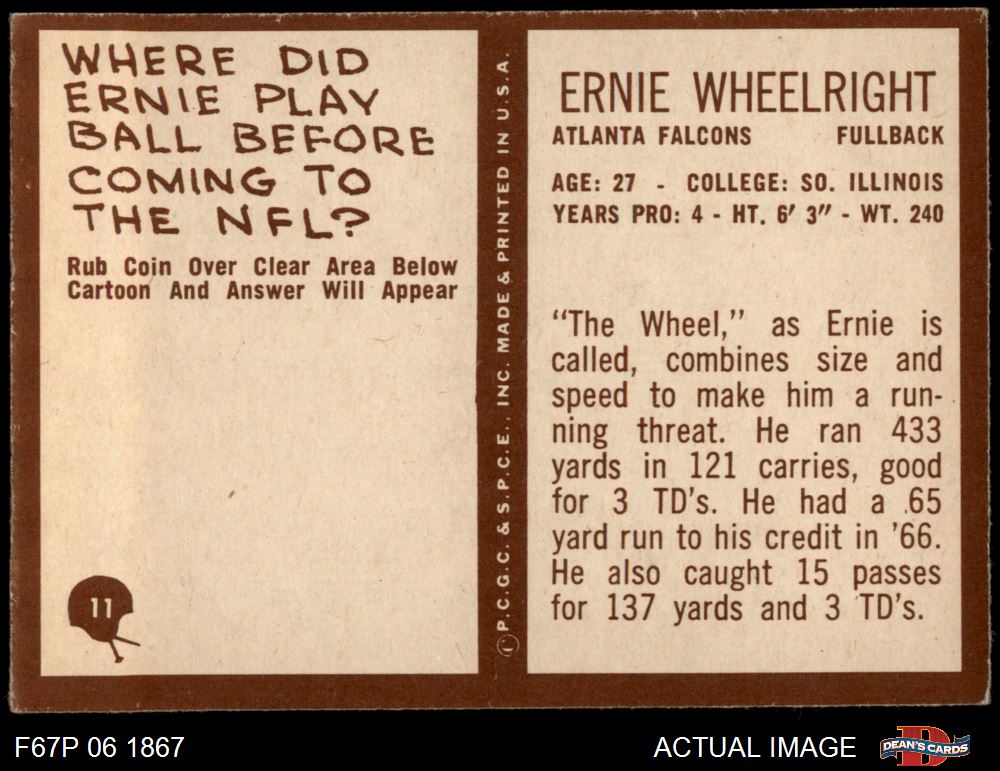 WHERE DID
ERNIE PLAY
BALL BEFORE
COMING TO
THE NFL?
Rub Coin Over Clear Area Below
Cartoon And Answer Will Appear
11
© P.C.G.C. & S.P.C.E., INC. MADE & PRINTED IN U.S.A.
ERNIE WHEELRIGHT
ATLANTA FALCONS FULLBACK
AGE: 27 - COLLEGE: SO. ILLINOIS
YEARS PRO: 4 - HT. 6' 3" - WT. 240
“The Wheel,” as Ernie is
called, combines size and
speed to make him a run-
ning threat. He ran 433
yards in 121 carries, good
for 3 TD's. He had a 65
yard run to his credit in '66.
He also caught 15 passes
for 137 yards and 3 TD's.
F67P 06 1867
ACTUAL IMAGE
D
DEAN'S CARDS